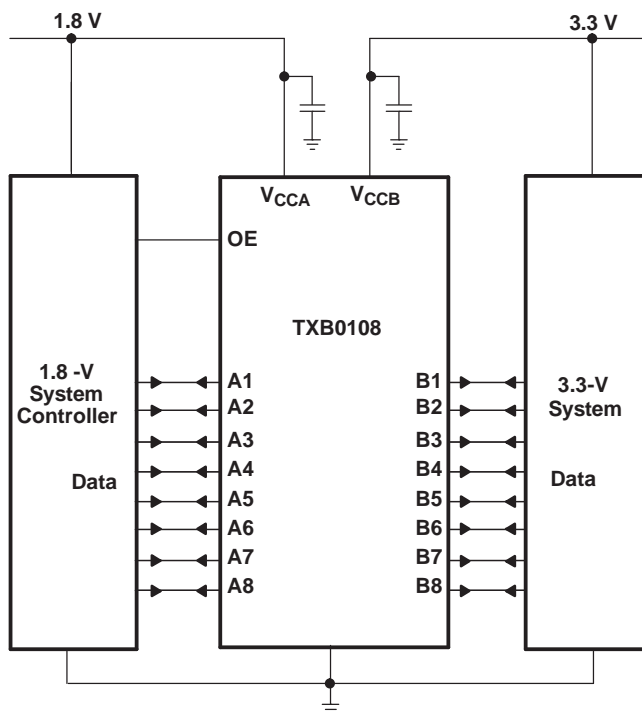 1.8 V
3.3 V
VCCA
VCCB
OE
TXB0108
1.8 -V
System
Controller
Data
A1
A2
A3
A4
A5
A6
A7
A8
B1
B2
B3
B4
B5
B6
B7
B8
3.3-V
System
Data